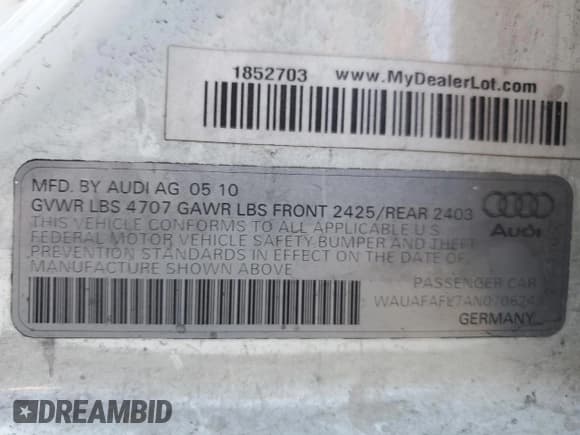 1852703 www.MyDealerLot.com
MFD. BY AUDI AG 05 10
GVWR LBS 4707 GAWR LBS FRONT 2425/REAR 2403
THIS VEHICLE CONFORMS TO ALL APPLICABLE U.S
FEDERAL MOTOR VEHICLE SAFETY,BUMPER AND THEFT
PREVENTION STANDARDS IN EFFECT ON THE DATE OF
MANUFACTURE SHOWN ABOVE
Audi
PASSENGER CAR
GERMANY
DREAMBID